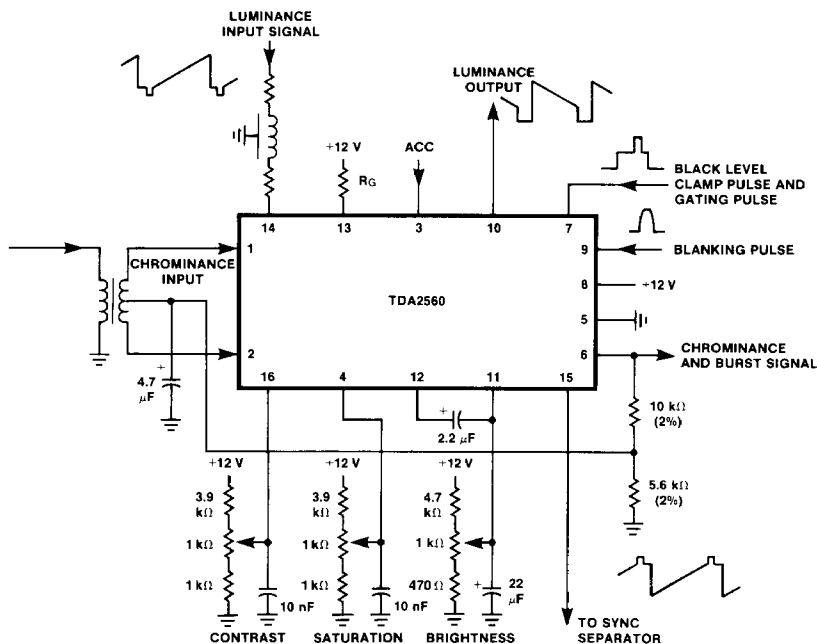 LUMINANCE
INPUT SIGNAL
LUMINANCE
OUTPUT
+12 V
ACC
RG
BLACK LEVEL
CLAMP PULSE AND
GATING PULSE
14
13
3
10
7
1
CHROMINANCE
INPUT
9
BLANKING PULSE
8
+12 V
TDA2560
5
2
6
CHROMINANCE
AND BURST SIGNAL
16
4
12
11
15
+
4.7
µF
+
2.2 µF
10 kΩ
(2%)
+12 V
+12 V
+12 V
5.6 kΩ
(2%)
3.9
kΩ
3.9
kΩ
4.7
kΩ
1 kΩ
1 kΩ
1 kΩ
1 kΩ
1 kΩ
470 Ω
+
22
µF
10 nF
10 nF
CONTRAST
SATURATION
BRIGHTNESS
TO SYNC
SEPARATOR